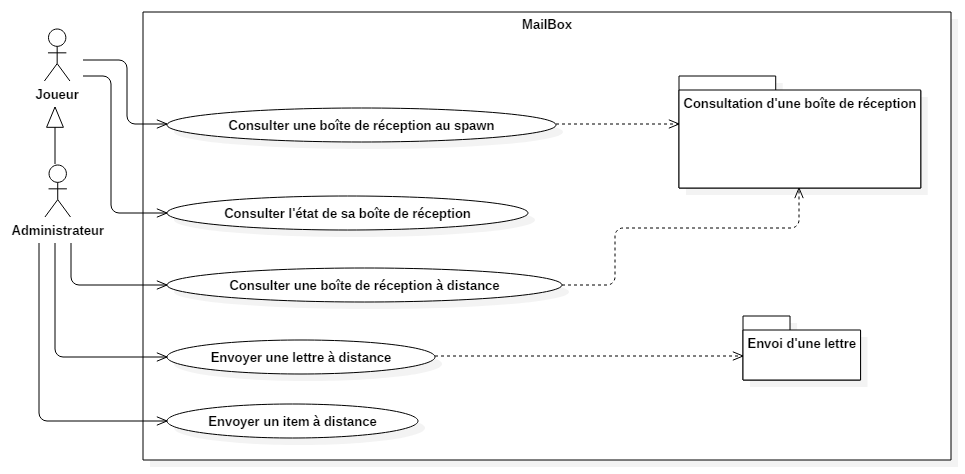 MailBox
Joueur
Consultation d'une boîte de réception
Consulter une boîte de réception au spawn
Consulter l'état de sa boîte de réception
Administrateur
Consulter une boîte de réception à distance
Envoyer une lettre à distance
Envoi d'une lettre
Envoyer un item à distance